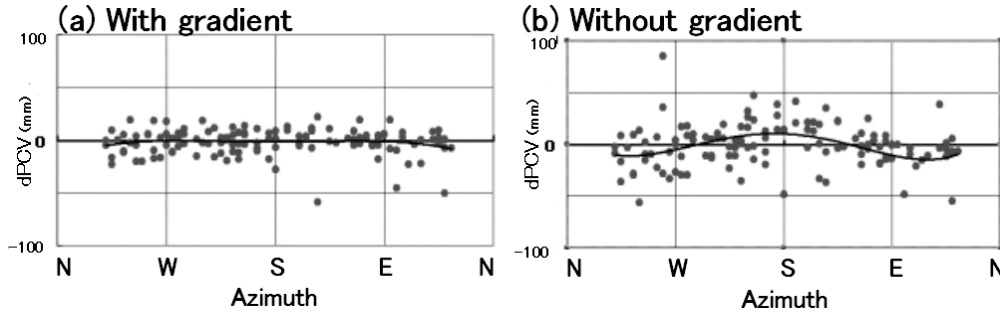 (a) With gradient
100
dPCV (mm)
0
-100
N W S E N
Azimuth
(b) Without gradient
100
dPCV (mm)
0
-100
N W S E N
Azimuth